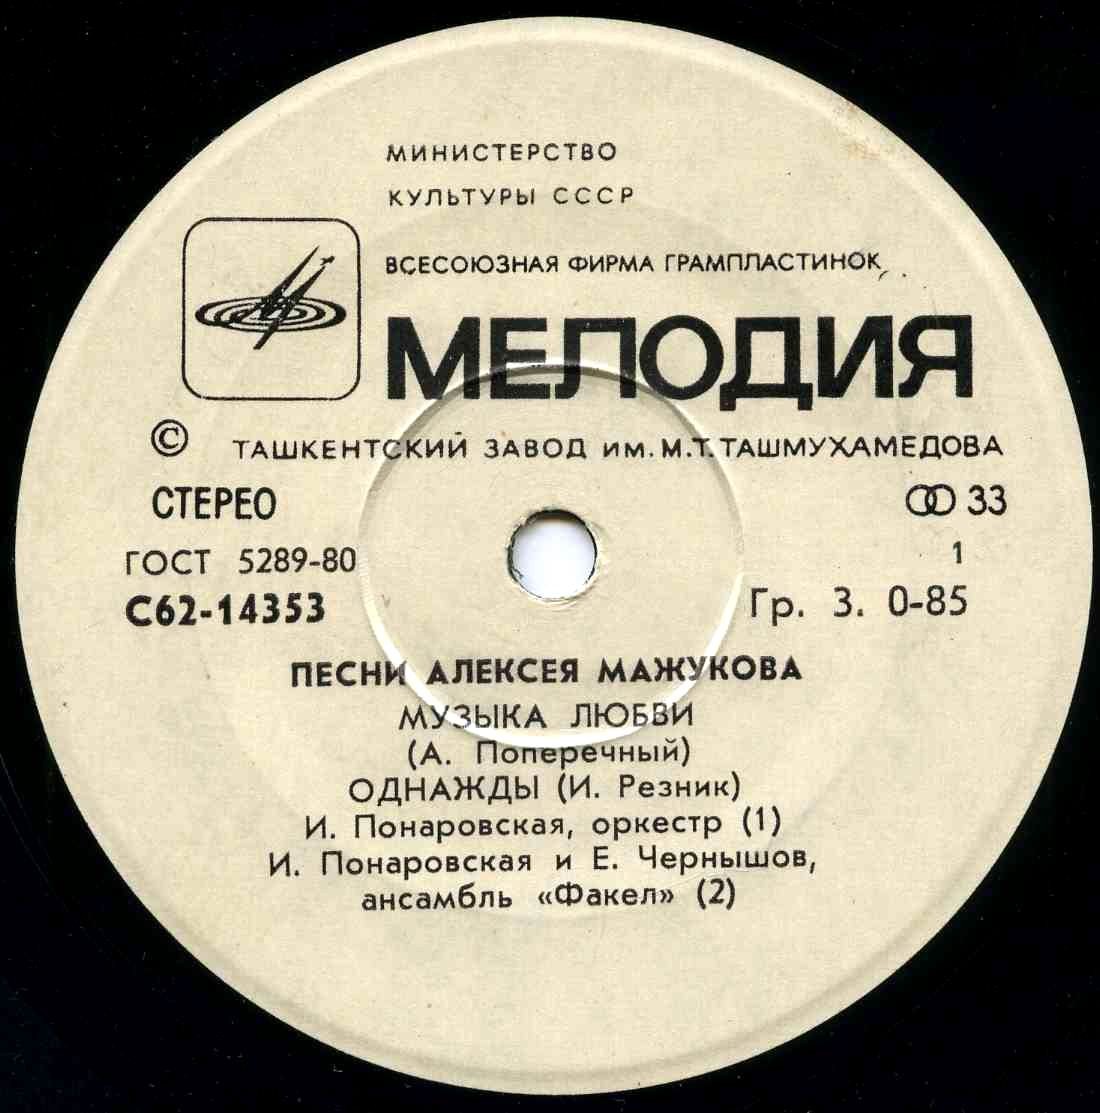 МИНИСТЕРСТВО
КУЛЬТУРЫ СССР
ВСЕСОЮЗНАЯ ФИРМА ГРАМПЛАСТИНОК
МЕЛОДИЯ
© ТАШКЕНТСКИЙ ЗАВОД ИМ. М.Т.ТАШМУХАМЕДОВА
СТЕРЕО 33
ГОСТ 5289-80 1
С62-14353 Гр. 3. 0-85
ПЕСНИ АЛЕКСЕЯ МАЖУКОВА
МУЗЫКА ЛЮБВИ
(А. Поперечный)
ОДНАЖДЫ (И. Резник)
И. Понаровская, оркестр (1)
И. Понаровская и Е. Чернышов,
ансамбль «Факел» (2)